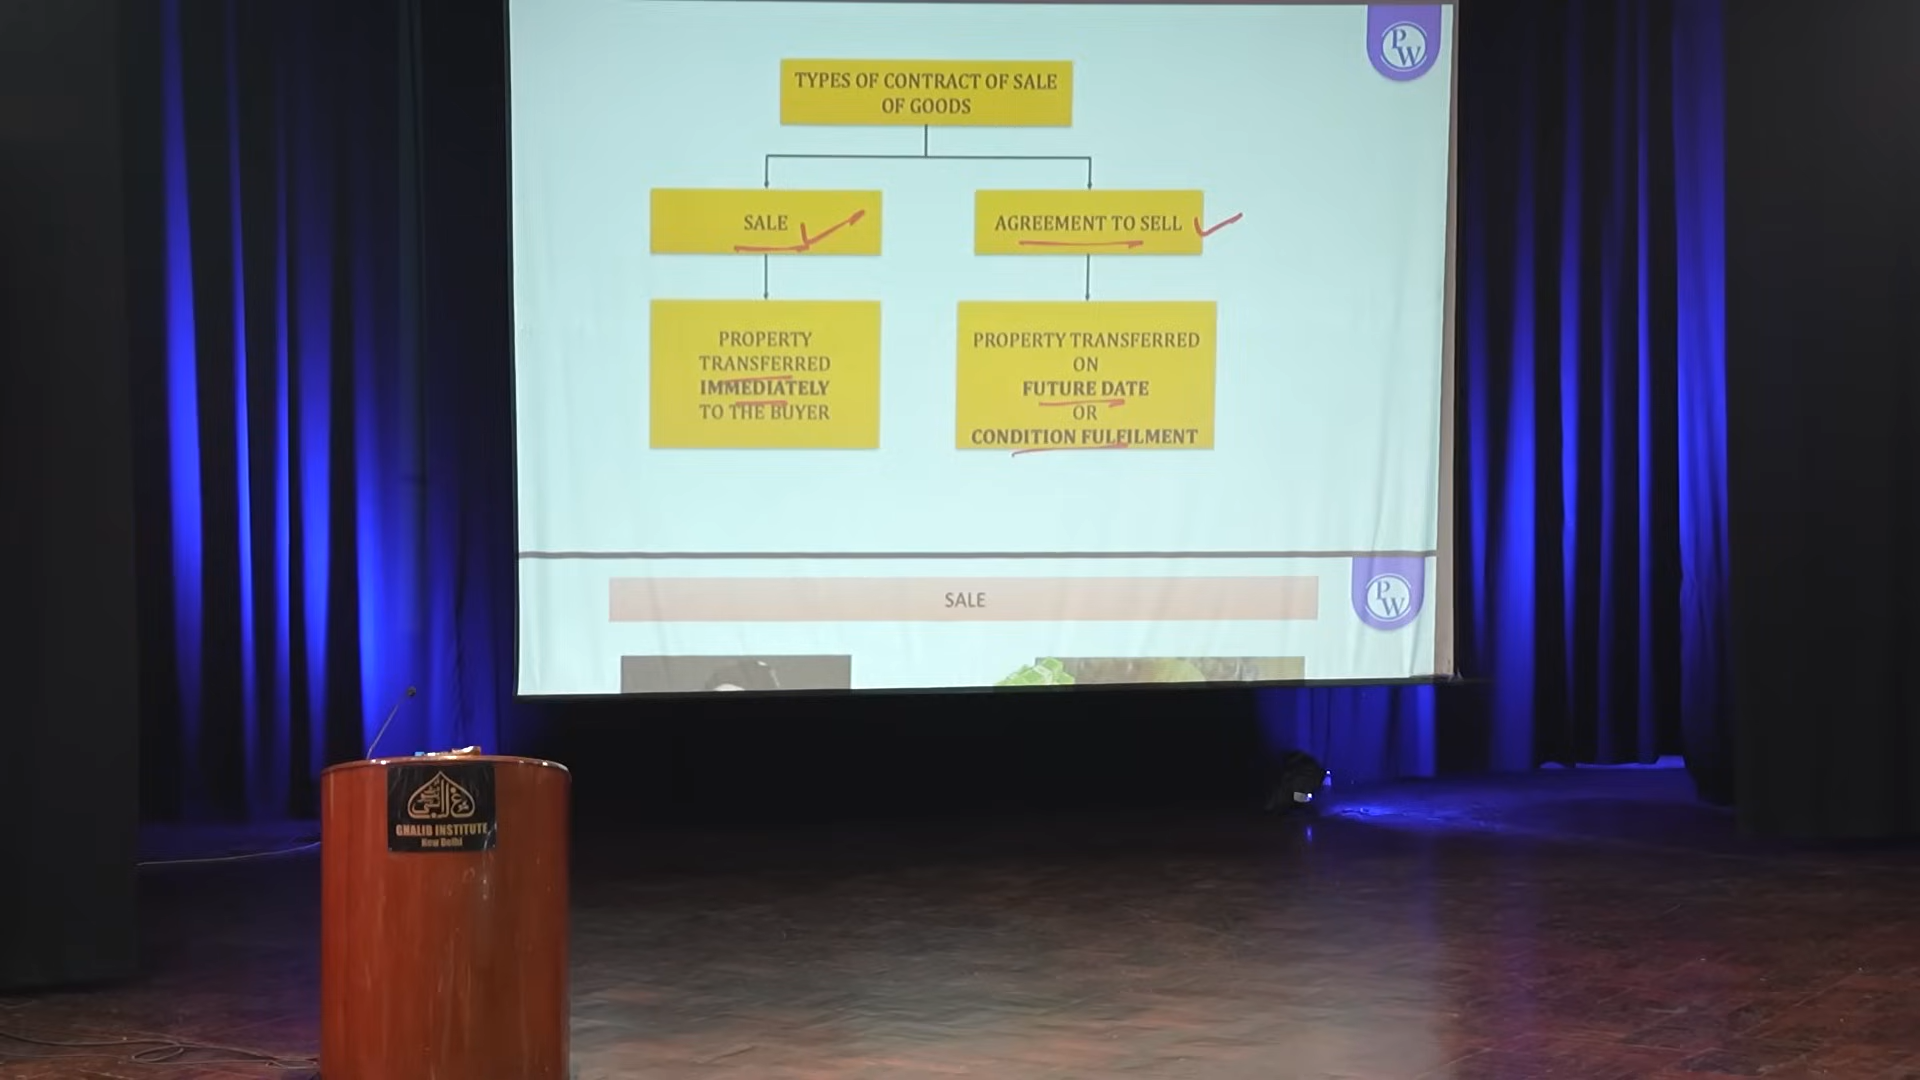 PW
TYPES OF CONTRACT OF SALE
OF GOODS
SALE
AGREEMENT TO SELL
PROPERTY
TRANSFERRED
IMMEDIATELY
TO THE BUYER
PROPERTY TRANSFERRED
ON
FUTURE DATE
OR
CONDITION FULFILMENT
SALE
PW
GHALIB INSTITUTE
New Delhi